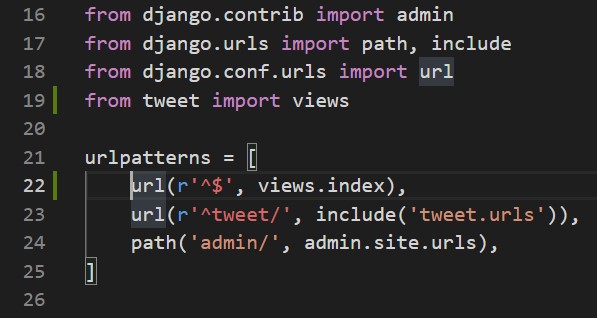 16 from django.contrib import admin
17 from django.urls import path, include
18 from django.conf.urls import url
19 from tweet import views
20
21 urlpatterns = [
22     url(r'^$', views.index),
23     url(r'^tweet/', include('tweet.urls')),
24     path('admin/', admin.site.urls),
25 ]
26